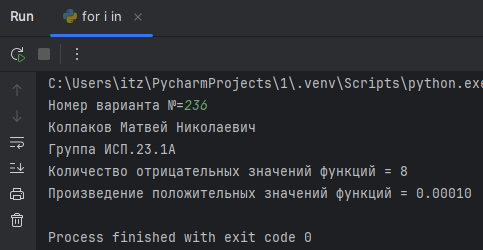 Run for i in
C:\Users\itz\PycharmProjects\1\.venv\Scripts\python.exe
Номер варианта №=236
Колпаков Матвей Николаевич
Группа ИСП.23.1А
Количество отрицательных значений функций = 8
Произведение положительных значений функций = 0.00010
Process finished with exit code 0